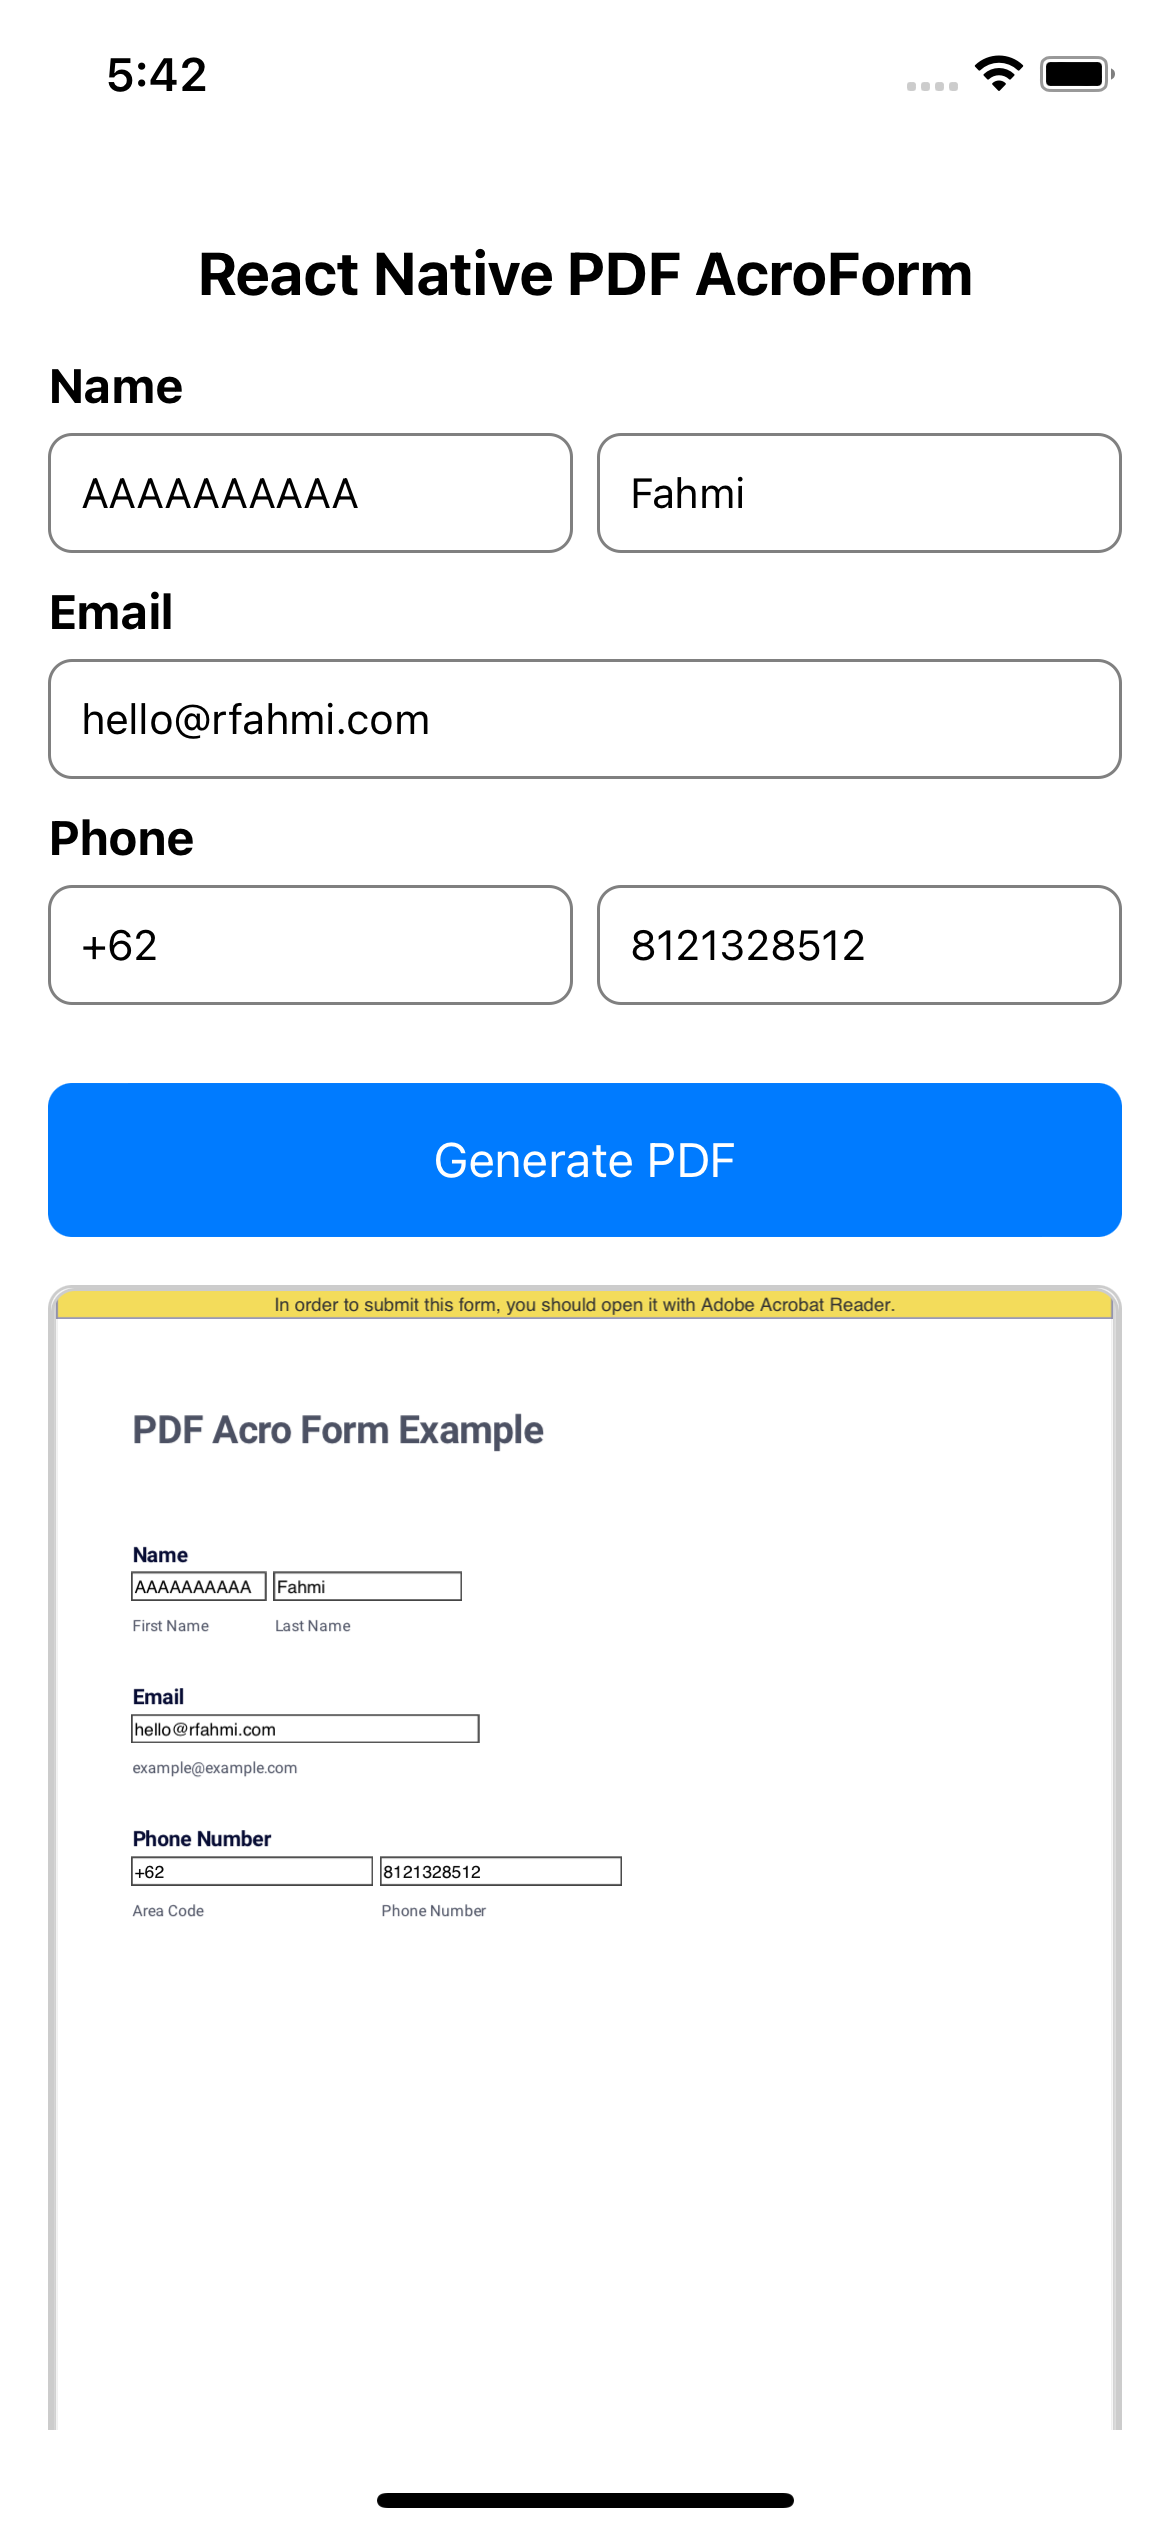 5:42
React Native PDF AcroForm
Name
AAAAAAAAAA Fahmi
Email
hello@rfahmi.com
Phone
+62 8121328512
Generate PDF
In order to submit this form, you should open it with Adobe Acrobat Reader.
PDF Acro Form Example
Name
AAAAAAAAAA Fahmi
First Name Last Name
Email
hello@rfahmi.com
example@example.com
Phone Number
+62 8121328512
Area Code Phone Number